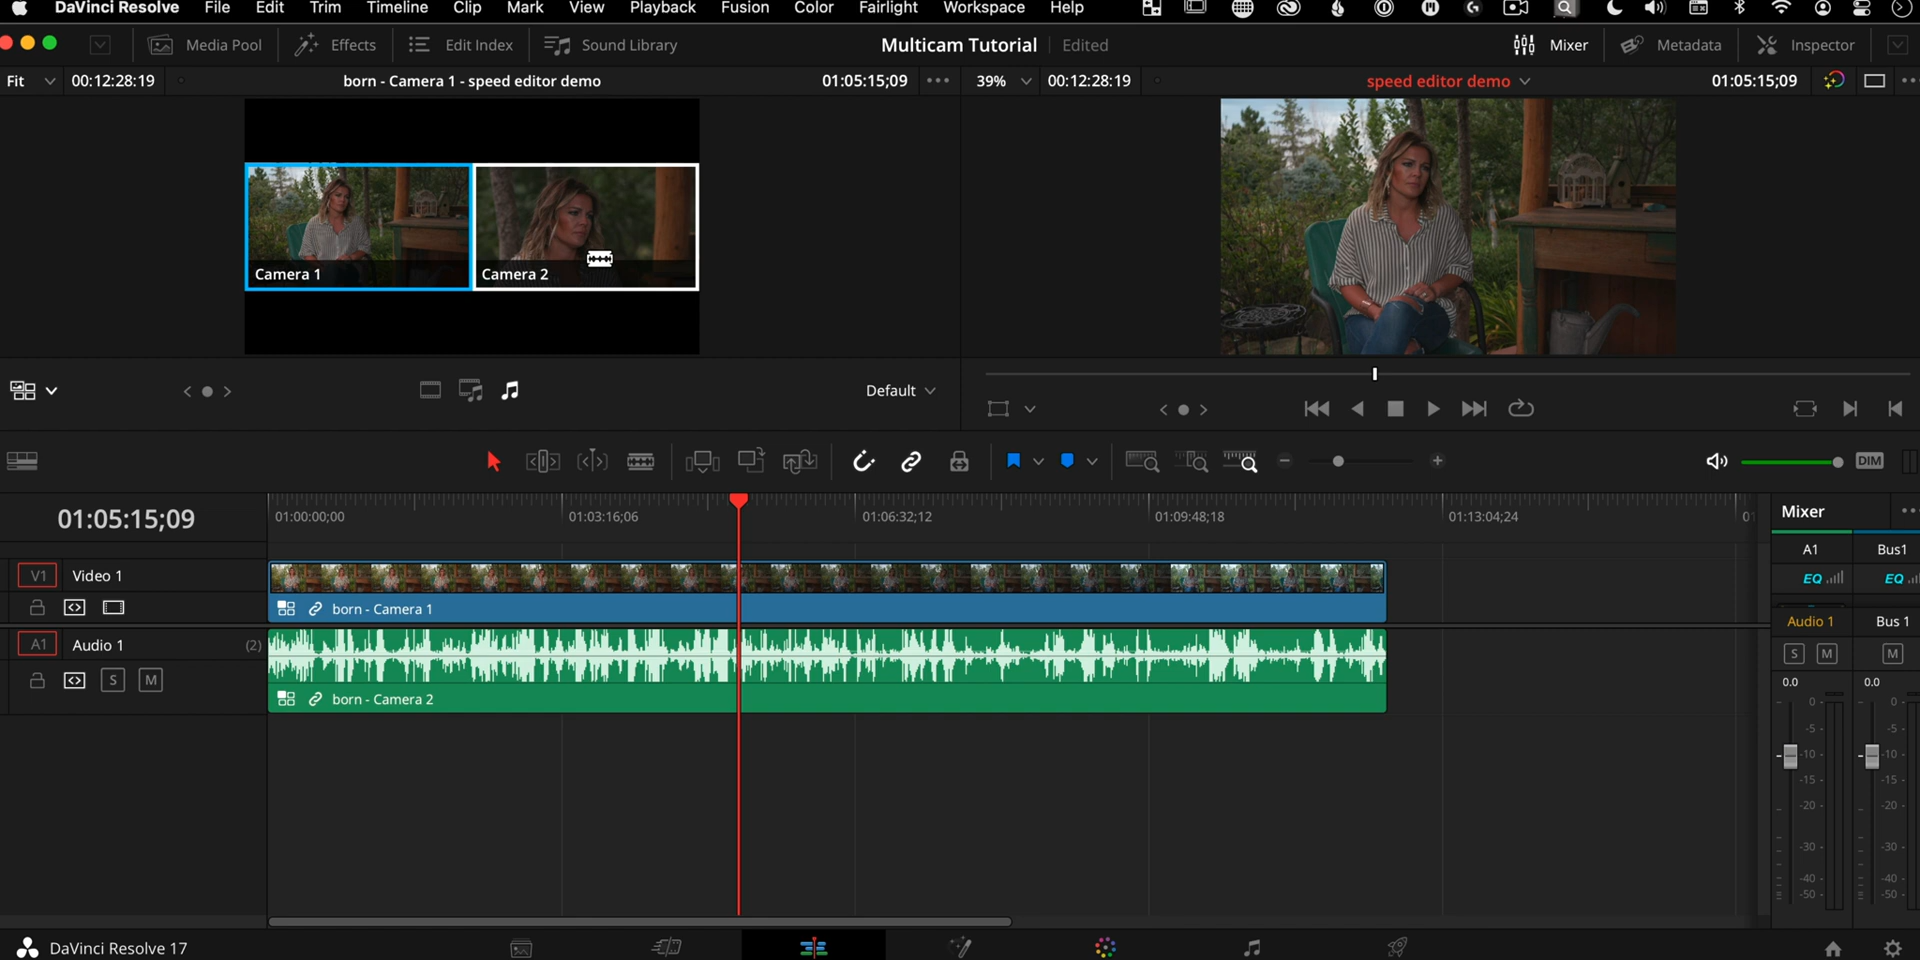 DaVinci Resolve File Edit Trim Timeline Clip Mark View Playback Fusion Color Fairlight Workspace Help
Media Pool Effects Edit Index Sound Library Multicam Tutorial Edited Mixer Metadata Inspector
Fit 00:12:28:19 born - Camera 1 - speed editor demo 01:05:15;09 39% 00:12:28:19 speed editor demo 01:05:15;09
Camera 1
Camera 2
Default
DIM
01:05:15;09
01:00:00;00 01:03:16;06 01:06:32;12 01:09:48;18 01:13:04;24
Mixer
A1 Bus1
EQ EQ
V1 Video 1
born - Camera 1
Audio 1 Bus 1
A1 Audio 1 (2)
S M M
S M
born - Camera 2
0.0 0.0
0 0
-5 -5
-10 -10
-15 -15
-20 -20
-30 -30
-40 -40
-50 -50
DaVinci Resolve 17